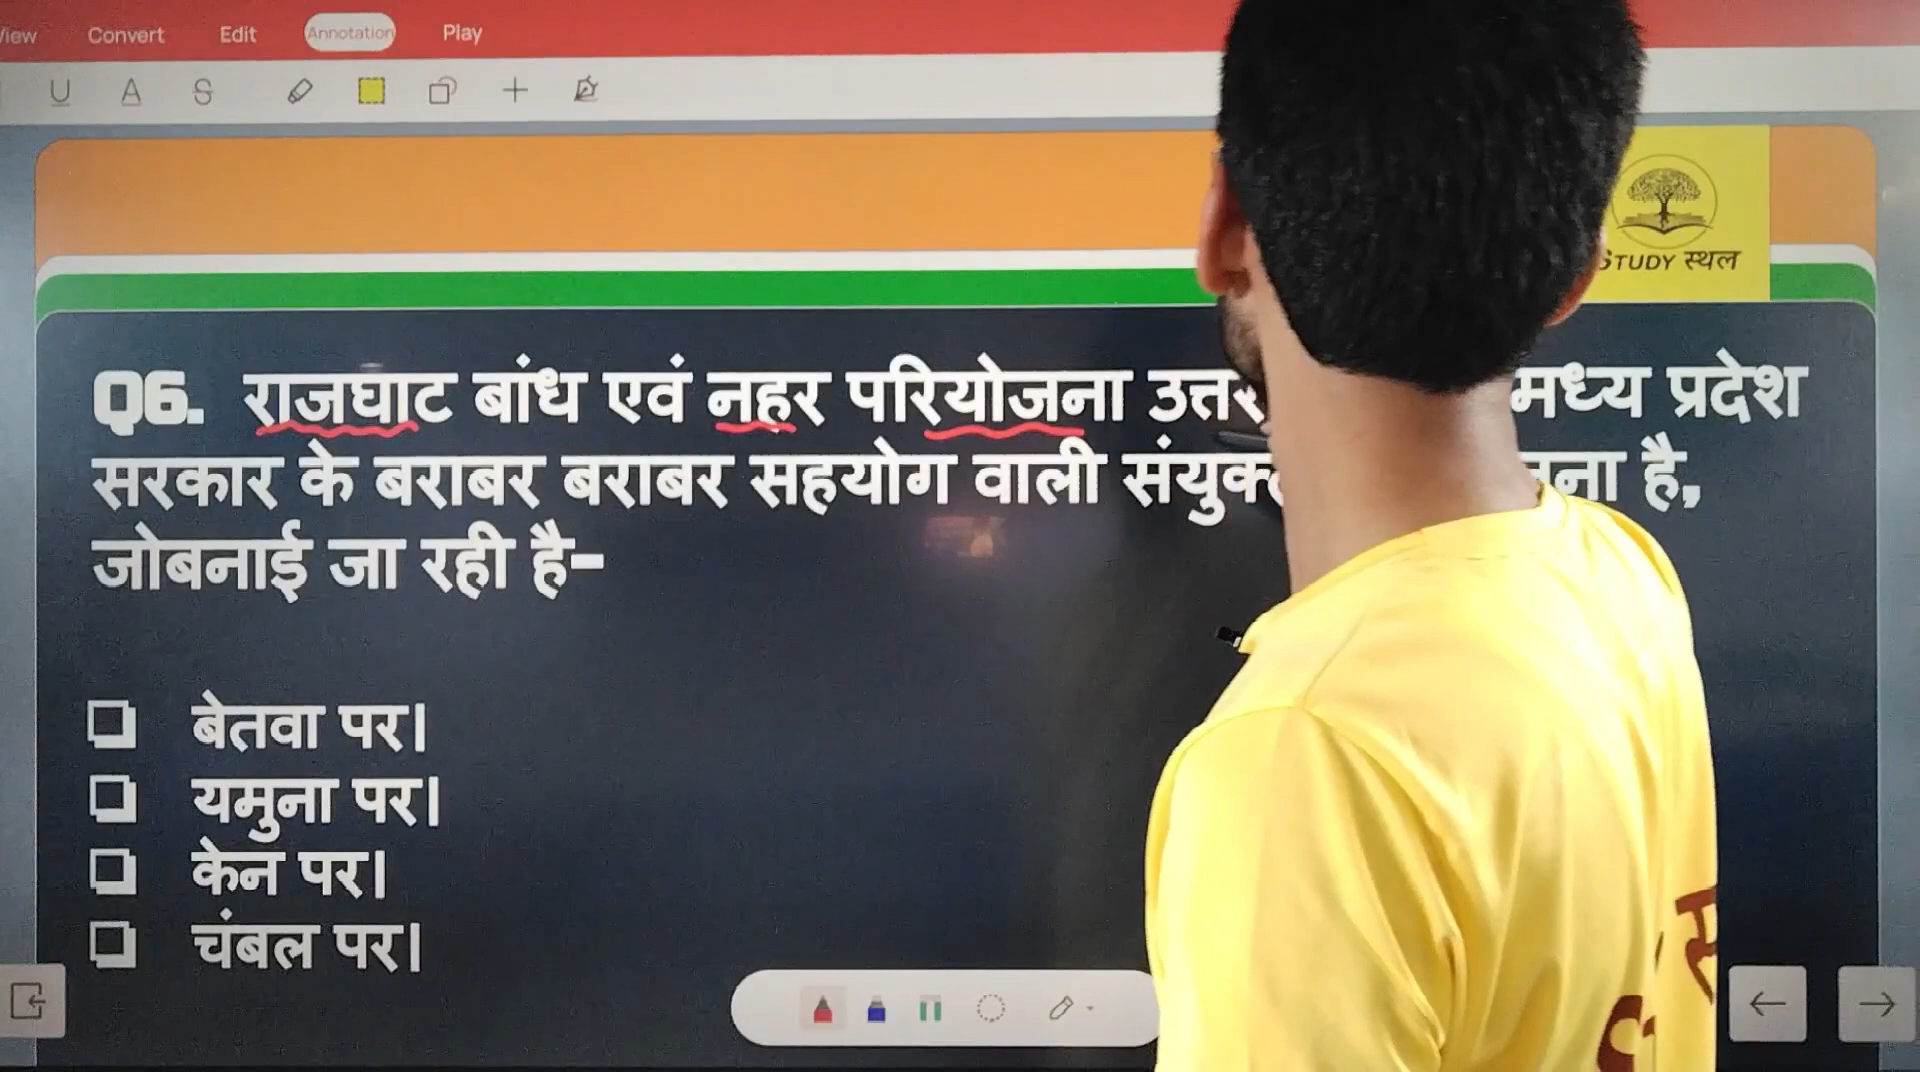 View Convert Edit Annotation Play
U A S
STUDY स्थल
Q6. राजघाट बांध एवं नहर परियोजना उत्तर मध्य प्रदेश
सरकार के बराबर बराबर सहयोग वाली संयुक्त है,
जोबनाई जा रही है-
बेतवा पर।
यमुना पर।
केन पर।
चंबल पर।